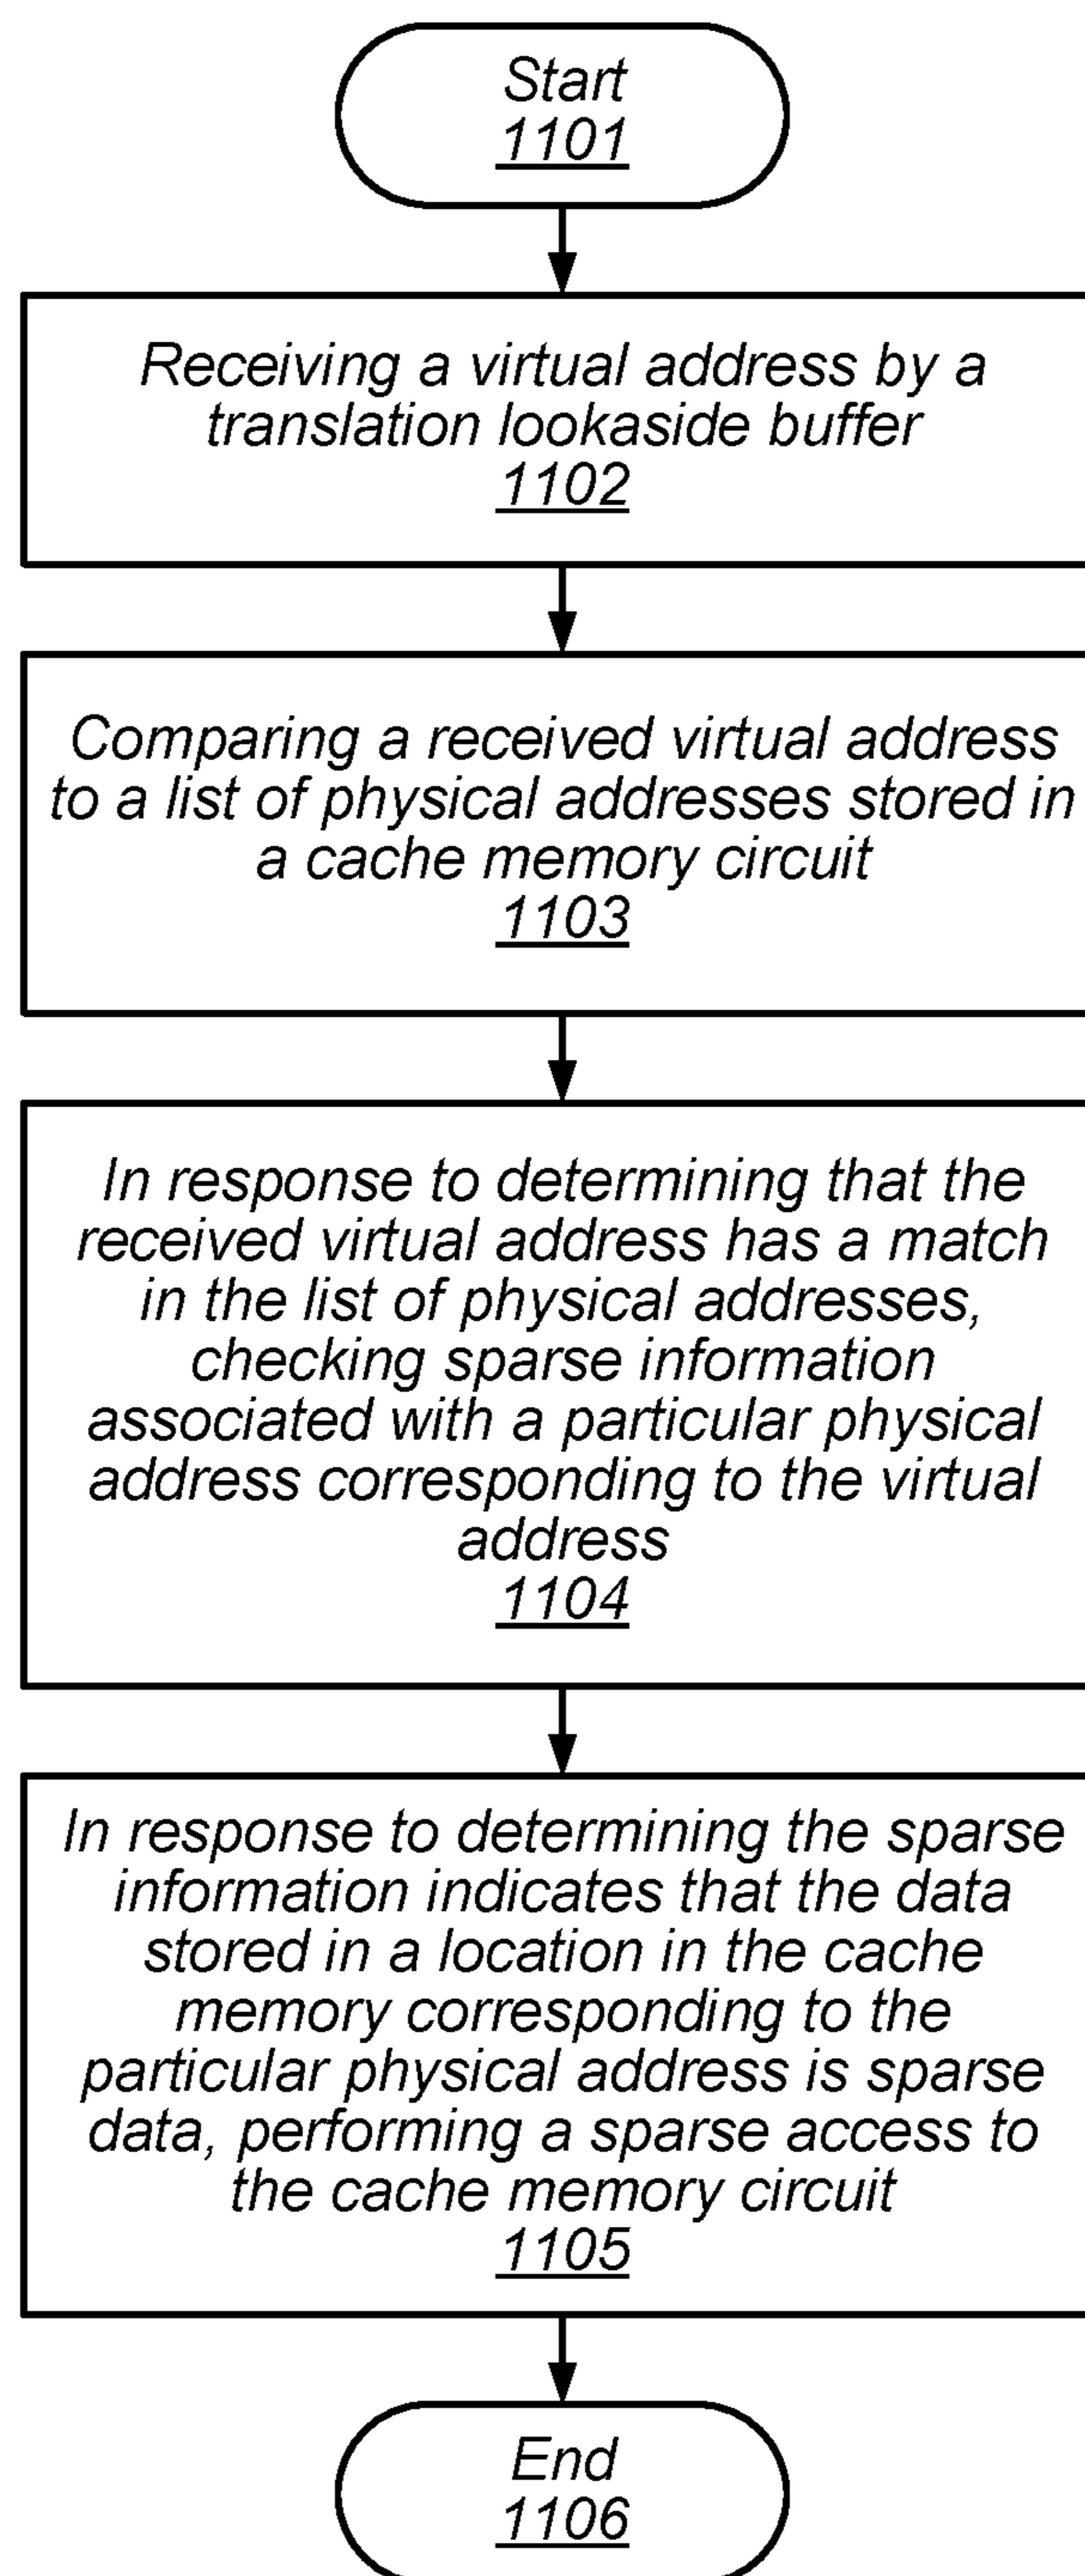 Start
1101
Receiving a virtual address by a
translation lookaside buffer
1102
Comparing a received virtual address
to a list of physical addresses stored in
a cache memory circuit
1103
In response to determining that the
received virtual address has a match
in the list of physical addresses,
checking sparse information
associated with a particular physical
address corresponding to the virtual
address
1104
In response to determining the sparse
information indicates that the data
stored in a location in the cache
memory corresponding to the
particular physical address is sparse
data, performing a sparse access to
the cache memory circuit
1105
End
1106